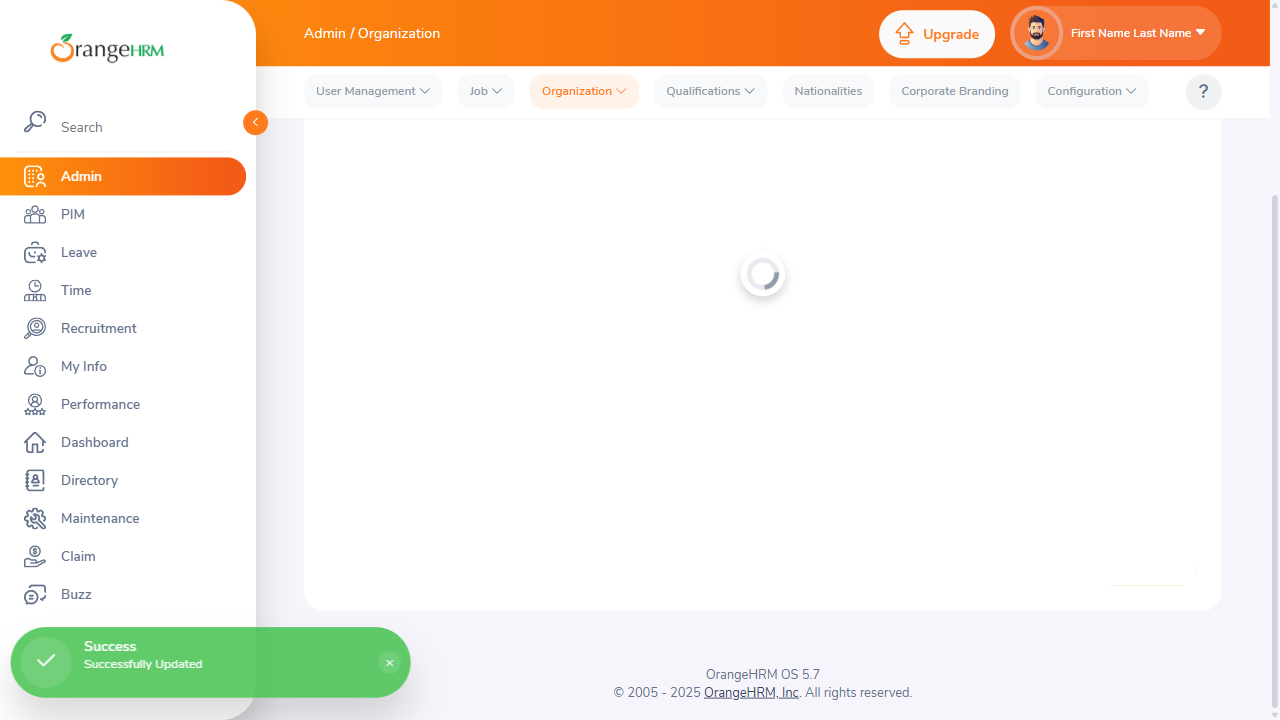 OrangeHRM
Admin / Organization
Upgrade
First Name Last Name
User Management
Job
Organization
Qualifications
Nationalities
Corporate Branding
Configuration
?
Search
Admin
PIM
Leave
Time
Recruitment
My Info
Performance
Dashboard
Directory
Maintenance
Claim
Buzz
Success
Successfully Updated
OrangeHRM OS 5.7
© 2005 - 2025 OrangeHRM, Inc. All rights reserved.